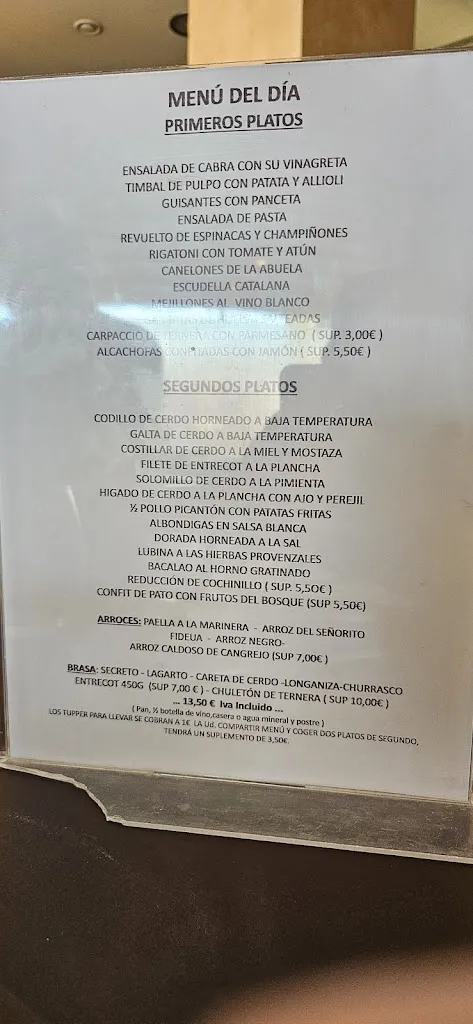 MENÚ DEL DÍA
PRIMEROS PLATOS
ENSALADA DE CABRA CON SU VINAGRETA
TIMBAL DE PULPO CON PATATA Y ALLIOLI
GUISANTES CON PANCETA
ENSALADA DE PASTA
REVUELTO DE ESPINACAS Y CHAMPIÑONES
RIGATONI CON TOMATE Y ATÚN
CANELONES DE LA ABUELA
ESCUDELLA CATALANA
MEJILLONES AL VINO BLANCO
CARPACCIO DE TERNERA CON PARMESANO ( SUP. 3,00€ )
ALCACHOFAS CONFITADAS CON JAMÓN ( SUP. 5,50€ )
SEGUNDOS PLATOS
CODILLO DE CERDO HORNEADO A BAJA TEMPERATURA
GALTA DE CERDO A BAJA TEMPERATURA
COSTILLAR DE CERDO A LA MIEL Y MOSTAZA
FILETE DE ENTRECOT A LA PLANCHA
SOLOMILLO DE CERDO A LA PIMIENTA
HIGADO DE CERDO A LA PLANCHA CON AJO Y PEREJIL
½ POLLO PICANTÓN CON PATATAS FRITAS
ALBONDIGAS EN SALSA BLANCA
DORADA HORNEADA A LA SAL
LUBINA A LAS HIERBAS PROVENZALES
BACALAO AL HORNO GRATINADO
REDUCCIÓN DE COCHINILLO ( SUP. 5,50€ )
CONFIT DE PATO CON FRUTOS DEL BOSQUE (SUP 5,50€)
ARROCES: PAELLA A LA MARINERA - ARROZ DEL SEÑORITO
FIDEUA - ARROZ NEGRO-
ARROZ CALDOSO DE CANGREJO (SUP 7,00€ )
BRASA: SECRETO - LAGARTO - CARETA DE CERDO -LONGANIZA-CHURRASCO
ENTRECOT 450G (SUP 7,00 € ) - CHULETÓN DE TERNERA ( SUP 10,00€ )
... 13,50 € Iva Incluido ...
( Pan, ½ botella de vino,casera o agua mineral y postre )
LOS TUPPER PARA LLEVAR SE COBRAN A 1€ LA Ud. COMPARTIR MENÚ Y COGER DOS PLATOS DE SEGUNDO,
TENDRÁ UN SUPLEMENTO DE 3,50€.